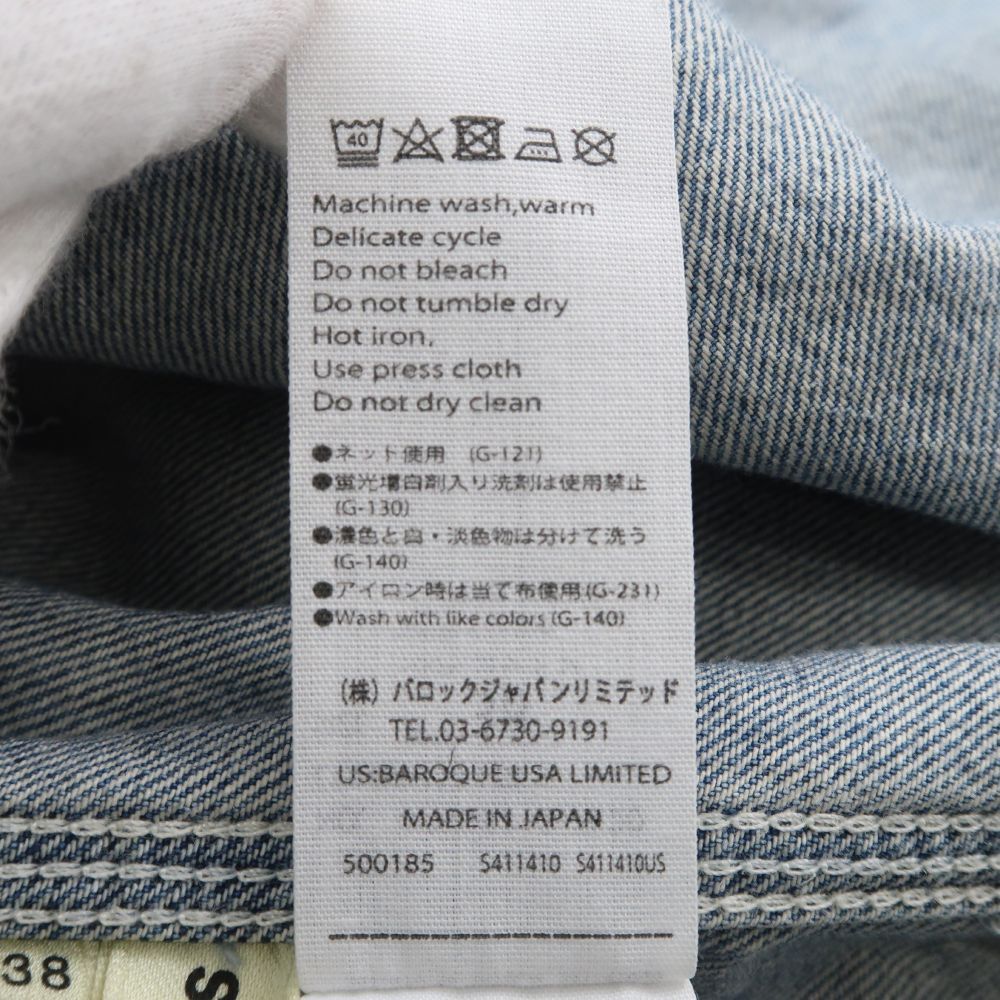 40
Machine wash,warm
Delicate cycle
Do not bleach
Do not tumble dry
Hot iron,
Use press cloth
Do not dry clean
●ネット使用 (G-121)
●蛍光増白剤入り洗剤は使用禁止
(G-130)
●濃色と白・淡色物は分けて洗う
(G-140)
●アイロン時は当て布使用(G-231)
●Wash with like colors (G-140)
(株) バロックジャパンリミテッド
TEL.03-6730-9191
US:BAROQUE USA LIMITED
MADE IN JAPAN
500185 S411410 S411410US
38
S